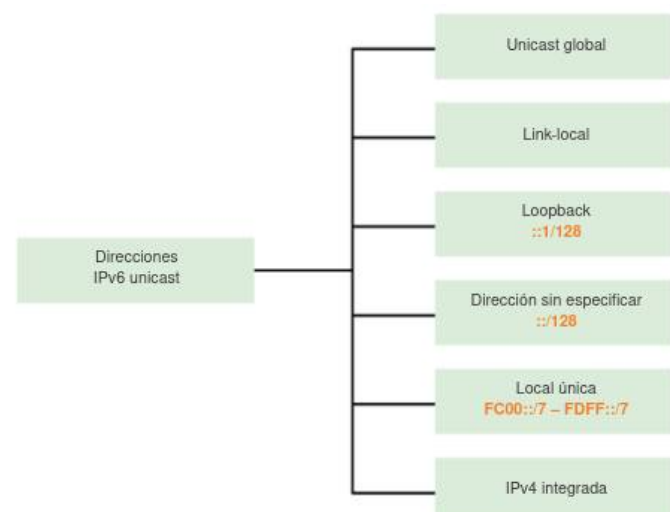 Unicast global
Link-local
Loopback
::1/128
Direcciones
IPv6 unicast
Dirección sin especificar
::/128
Local única
FC00::/7 – FDFF::/7
IPv4 integrada